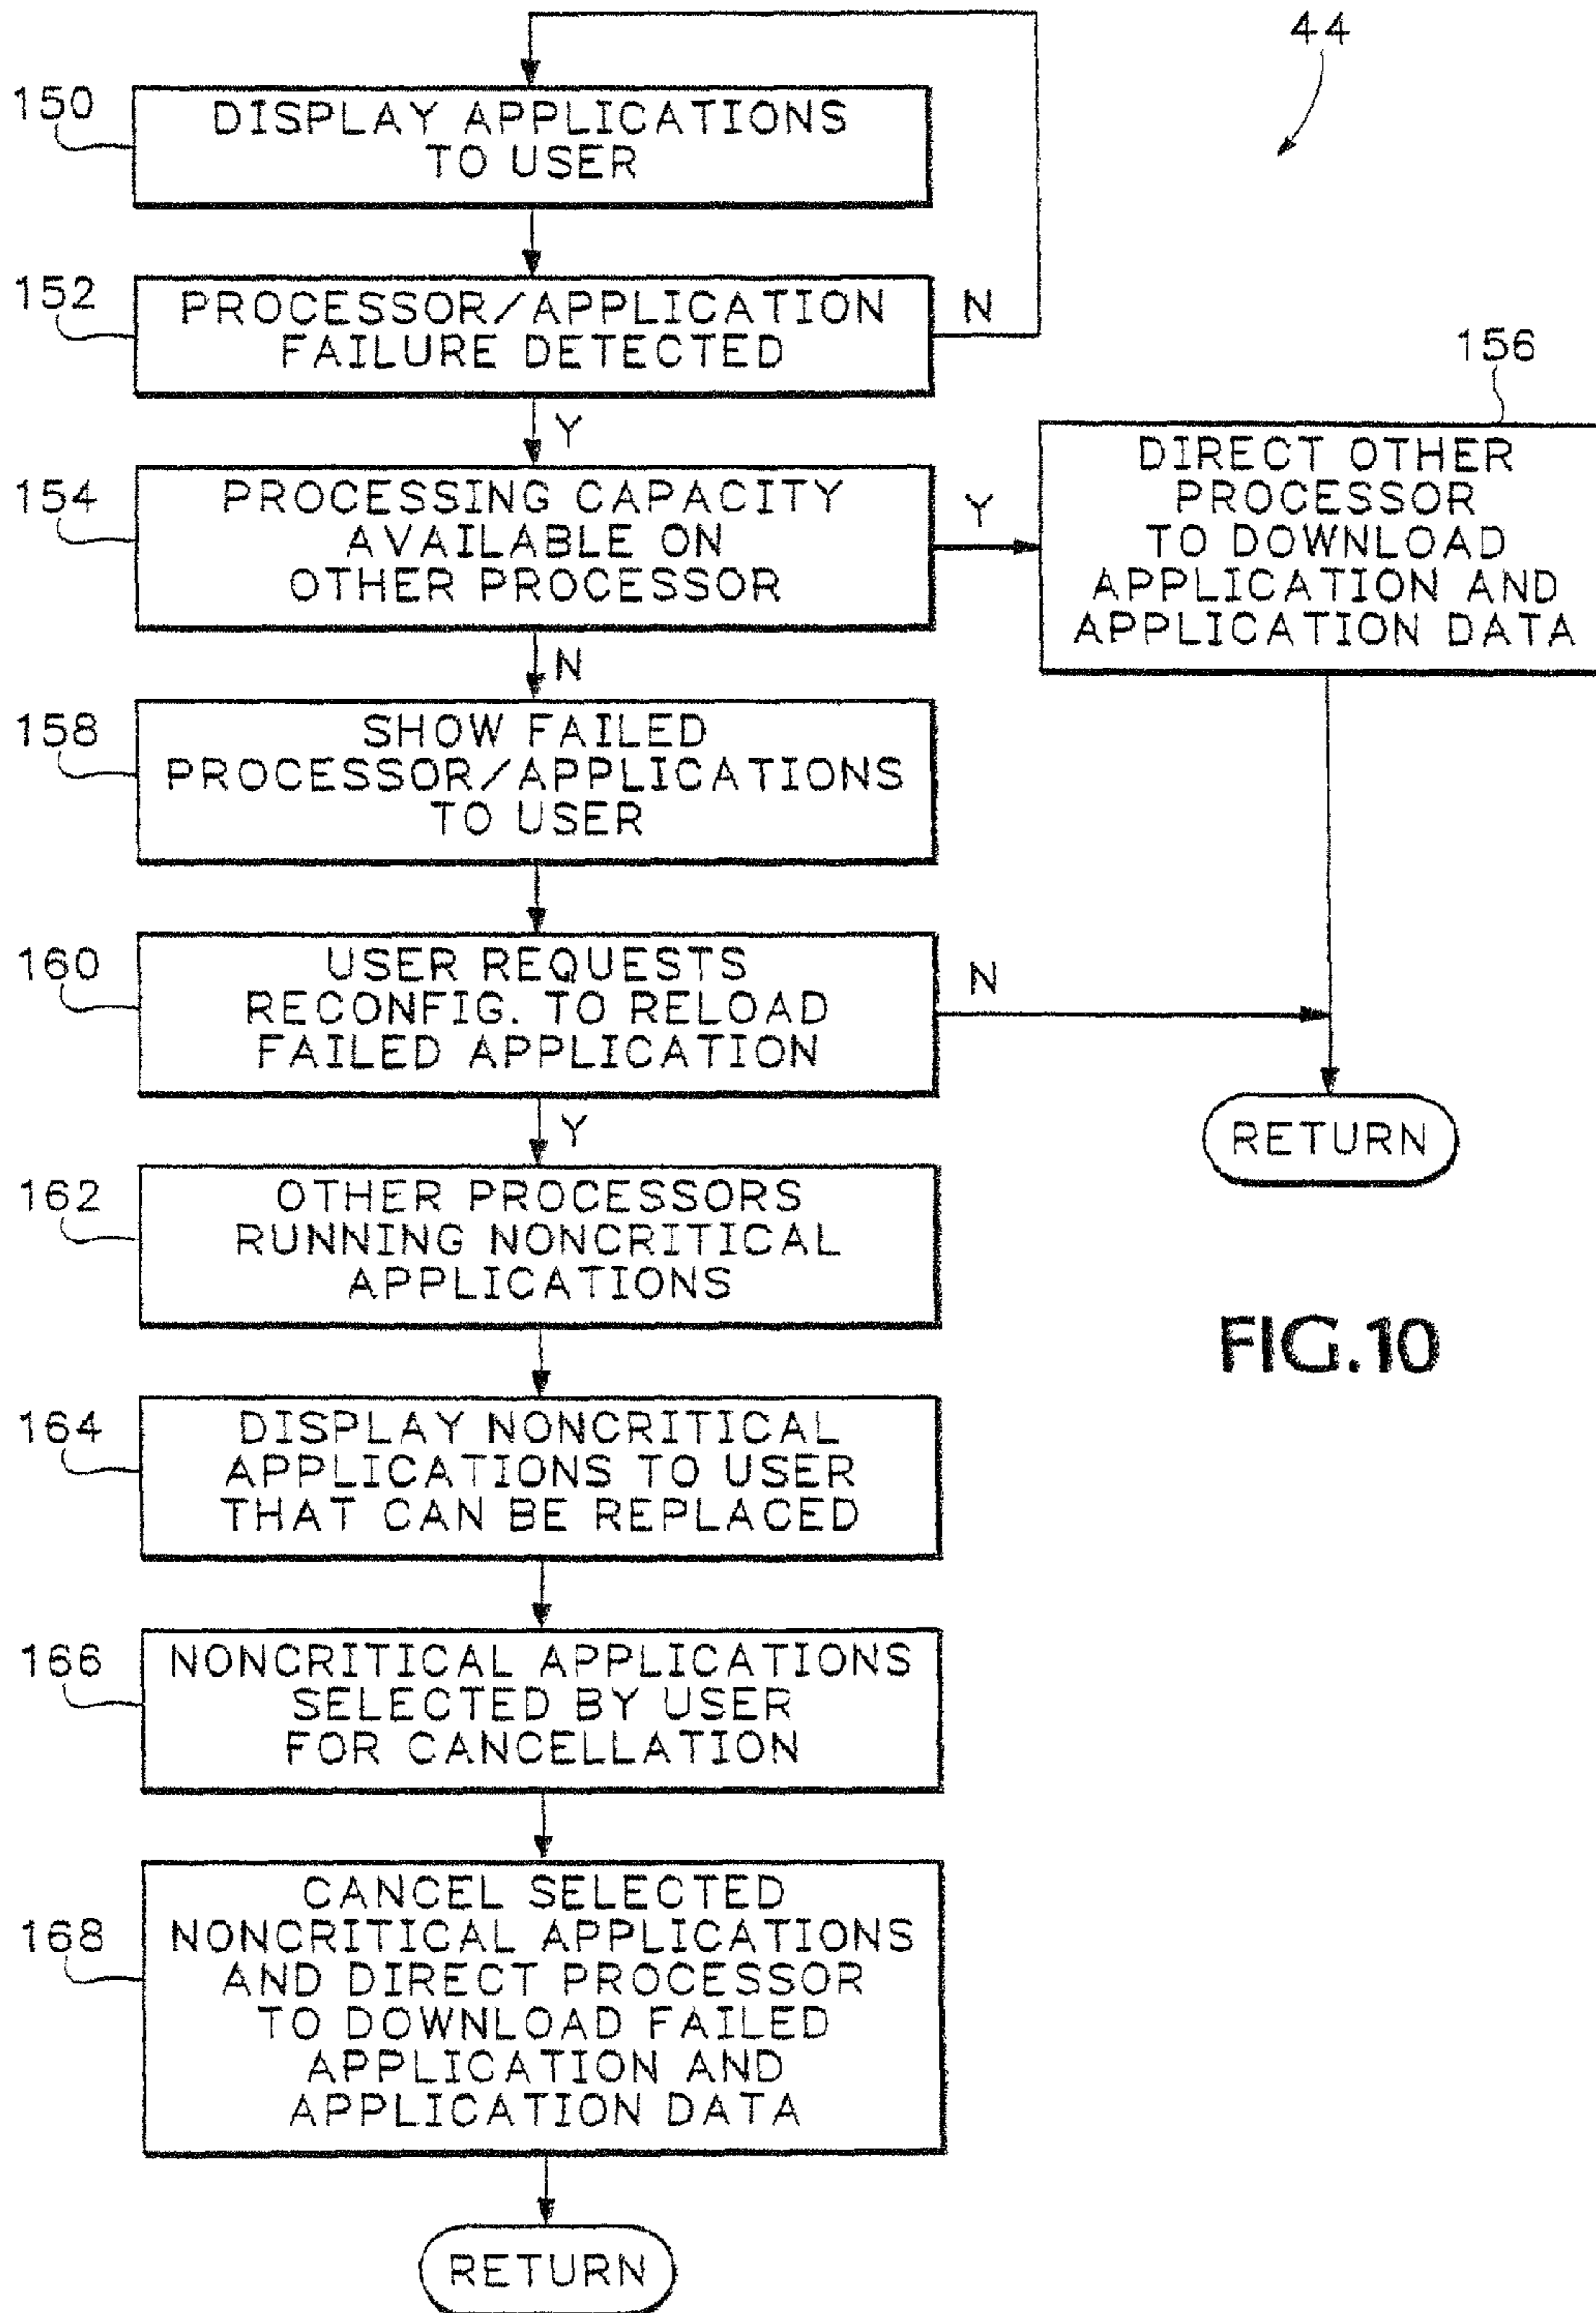 44
150
DISPLAY APPLICATIONS
TO USER
152
PROCESSOR/APPLICATION
FAILURE DETECTED
N
Y
154
PROCESSING CAPACITY
AVAILABLE ON
OTHER PROCESSOR
Y
156
DIRECT OTHER
PROCESSOR
TO DOWNLOAD
APPLICATION AND
APPLICATION DATA
N
158
SHOW FAILED
PROCESSOR/APPLICATIONS
TO USER
160
USER REQUESTS
RECONFIG. TO RELOAD
FAILED APPLICATION
N
RETURN
Y
162
OTHER PROCESSORS
RUNNING NONCRITICAL
APPLICATIONS
FIG.10
164
DISPLAY NONCRITICAL
APPLICATIONS TO USER
THAT CAN BE REPLACED
166
NONCRITICAL APPLICATIONS
SELECTED BY USER
FOR CANCELLATION
168
CANCEL SELECTED
NONCRITICAL APPLICATIONS
AND DIRECT PROCESSOR
TO DOWNLOAD FAILED
APPLICATION AND
APPLICATION DATA
RETURN